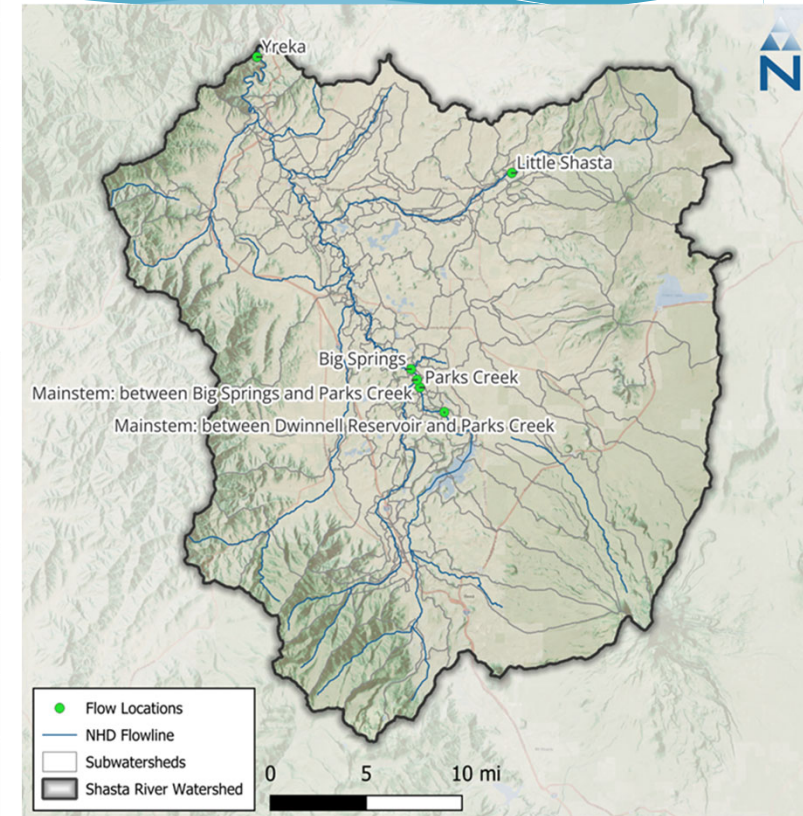 N
Yreka
Little Shasta
Big Springs
Parks Creek
Mainstem: between Big Springs and Parks Creek
Mainstem: between Dwinnell Reservoir and Parks Creek
Flow Locations
NHD Flowline
Subwatersheds
Shasta River Watershed
0 5 10 mi